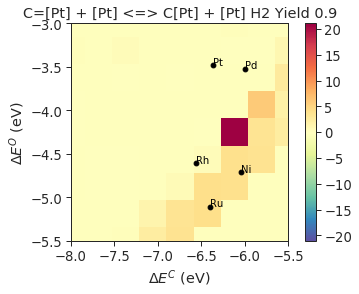 C=[Pt] + [Pt] <=> C[Pt] + [Pt] H2 Yield 0.9
−3.0
−3.5
−4.0
−4.5
−5.0
−5.5
ΔE^O (eV)
Pt
Pd
Rh
Ni
Ru
−8.0 −7.5 −7.0 −6.5 −6.0 −5.5
ΔE^C (eV)
20
15
10
5
0
−5
−10
−15
−20